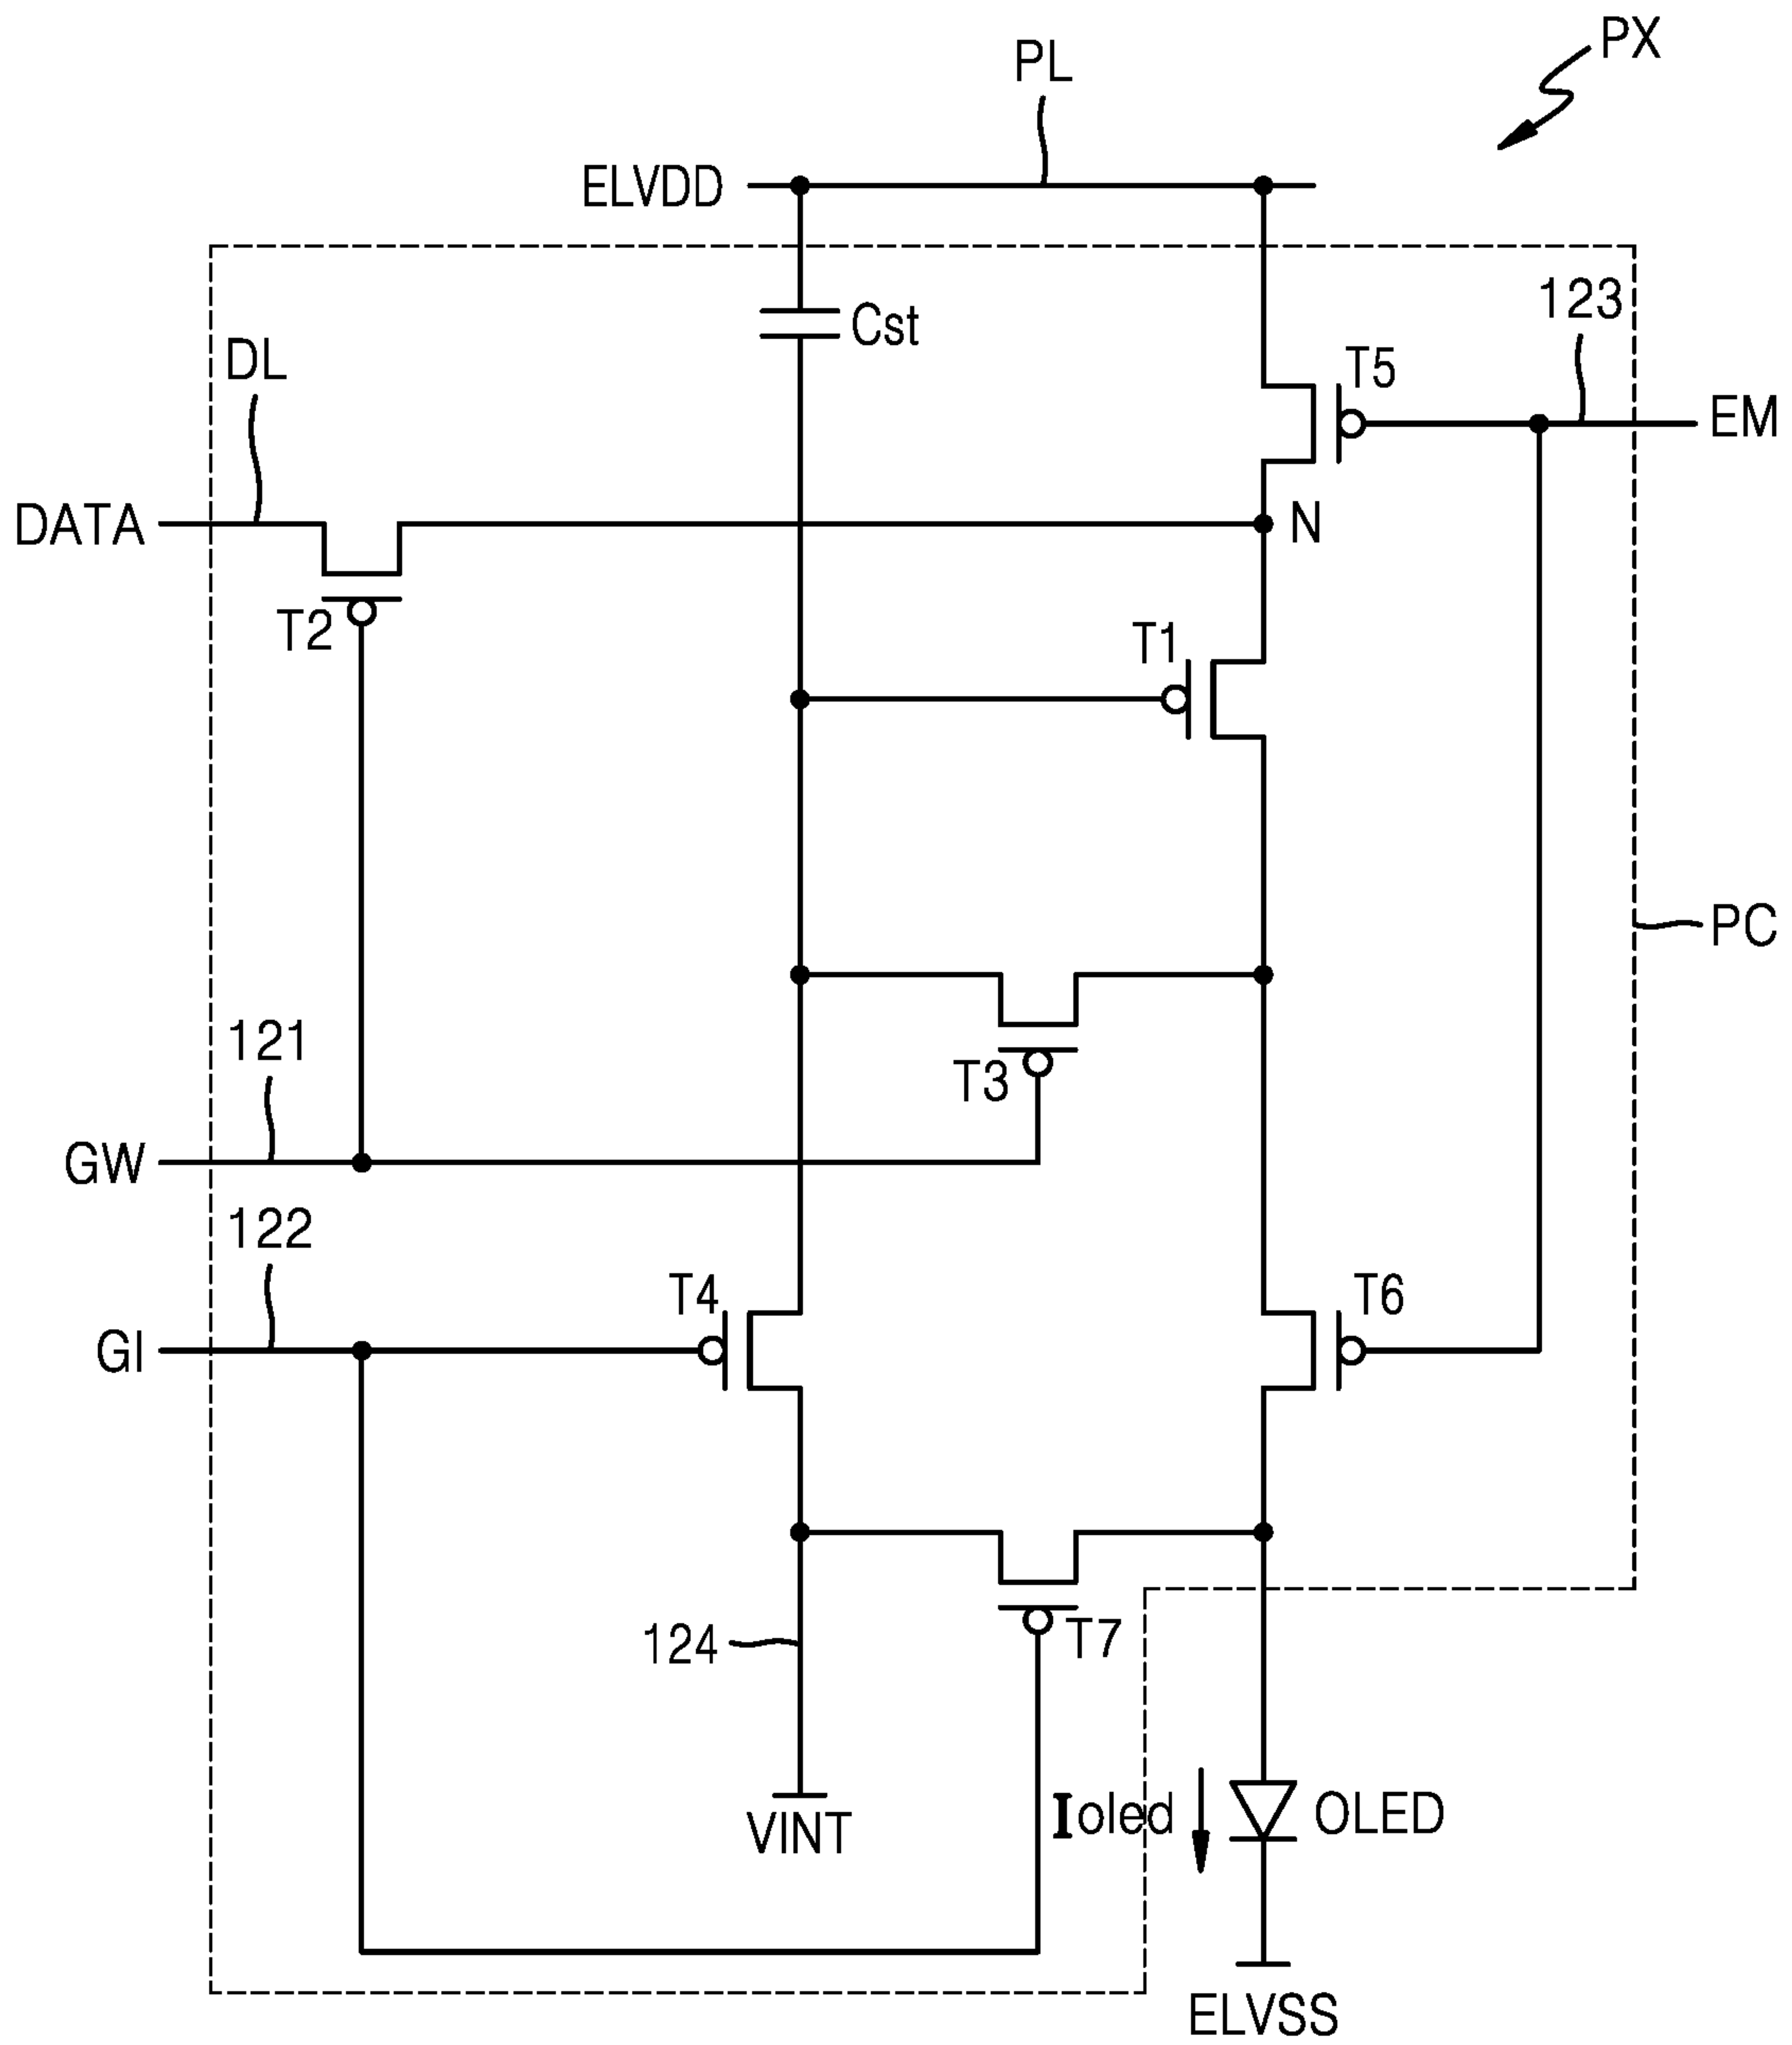 PX
PL
ELVDD
123
Cst
DL
T5
EM
DATA
N
T2
T1
PC
121
T3
GW
122
T4
T6
GI
124
T7
Ioled
OLED
VINT
ELVSS